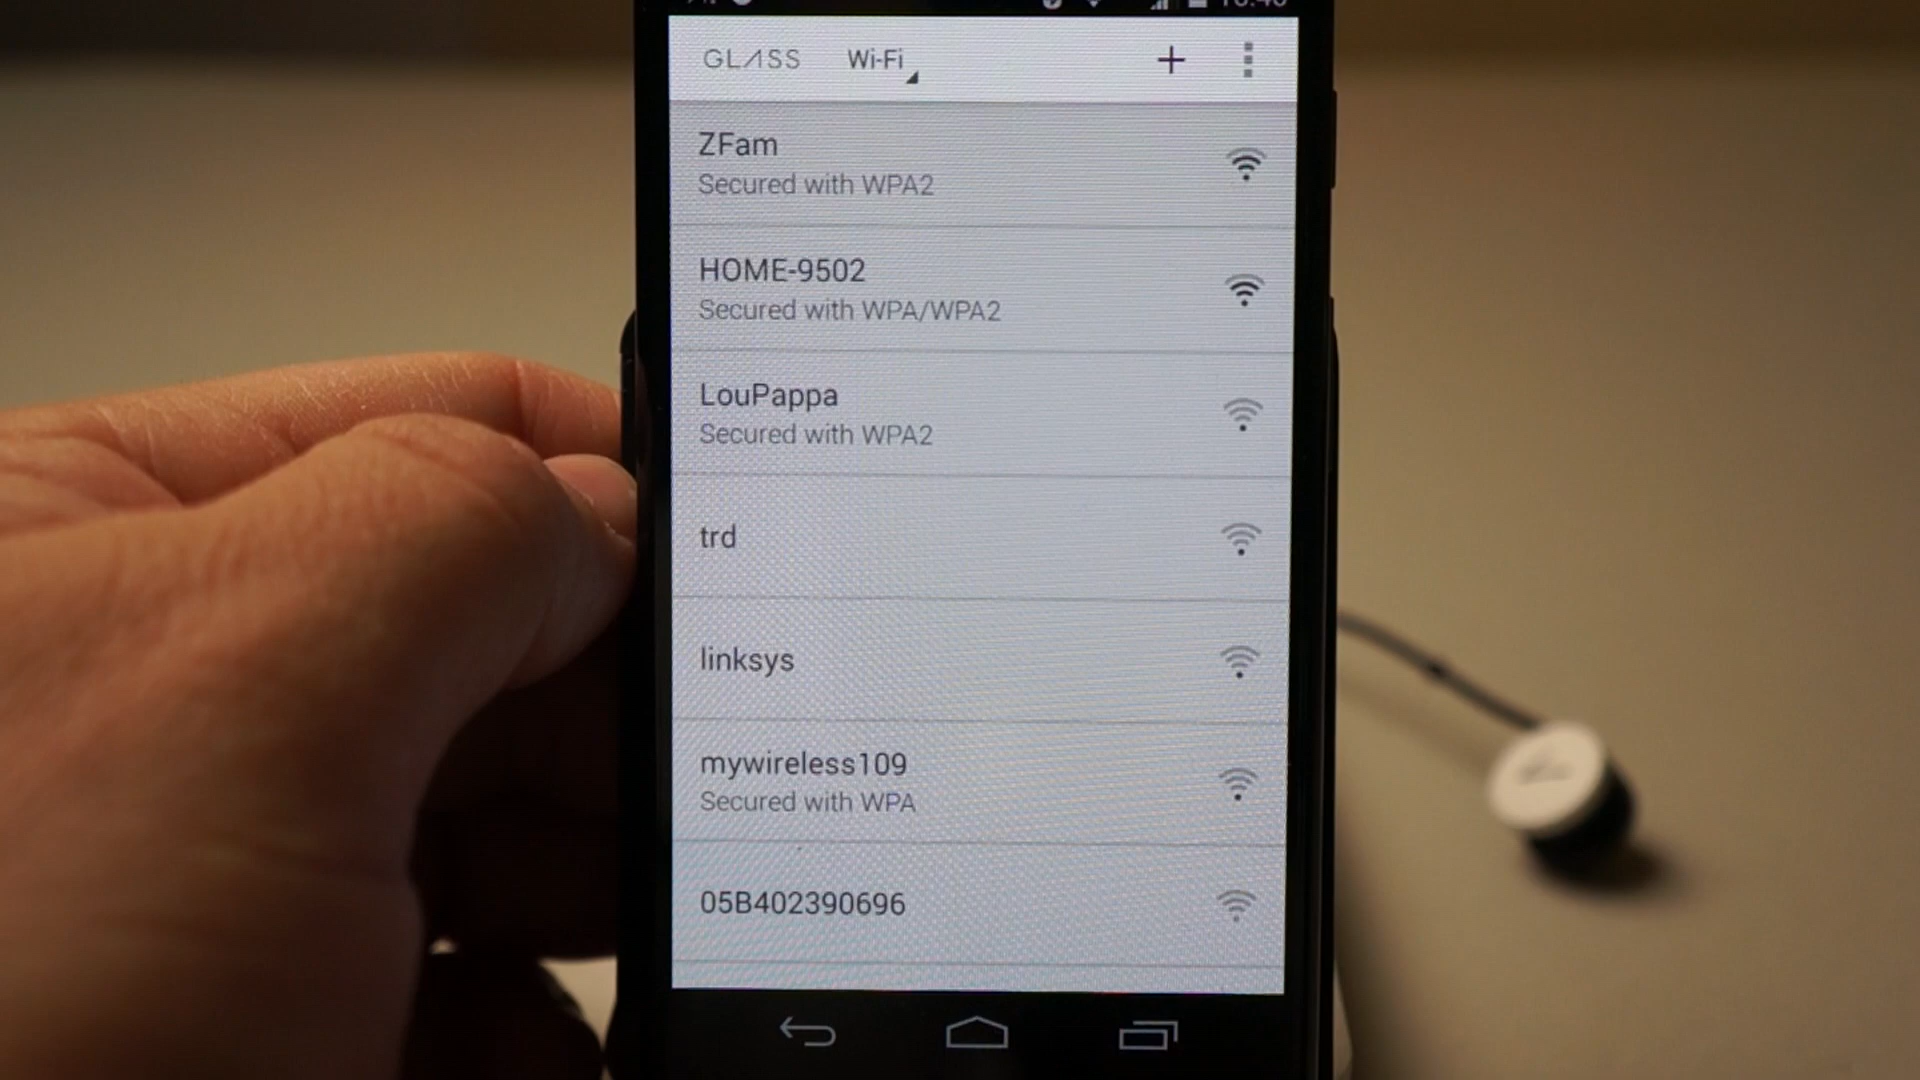 GLASS Wi-Fi
ZFam
Secured with WPA2
HOME-9502
Secured with WPA/WPA2
LouPappa
Secured with WPA2
trd
linksys
mywireless109
Secured with WPA
05B402390696